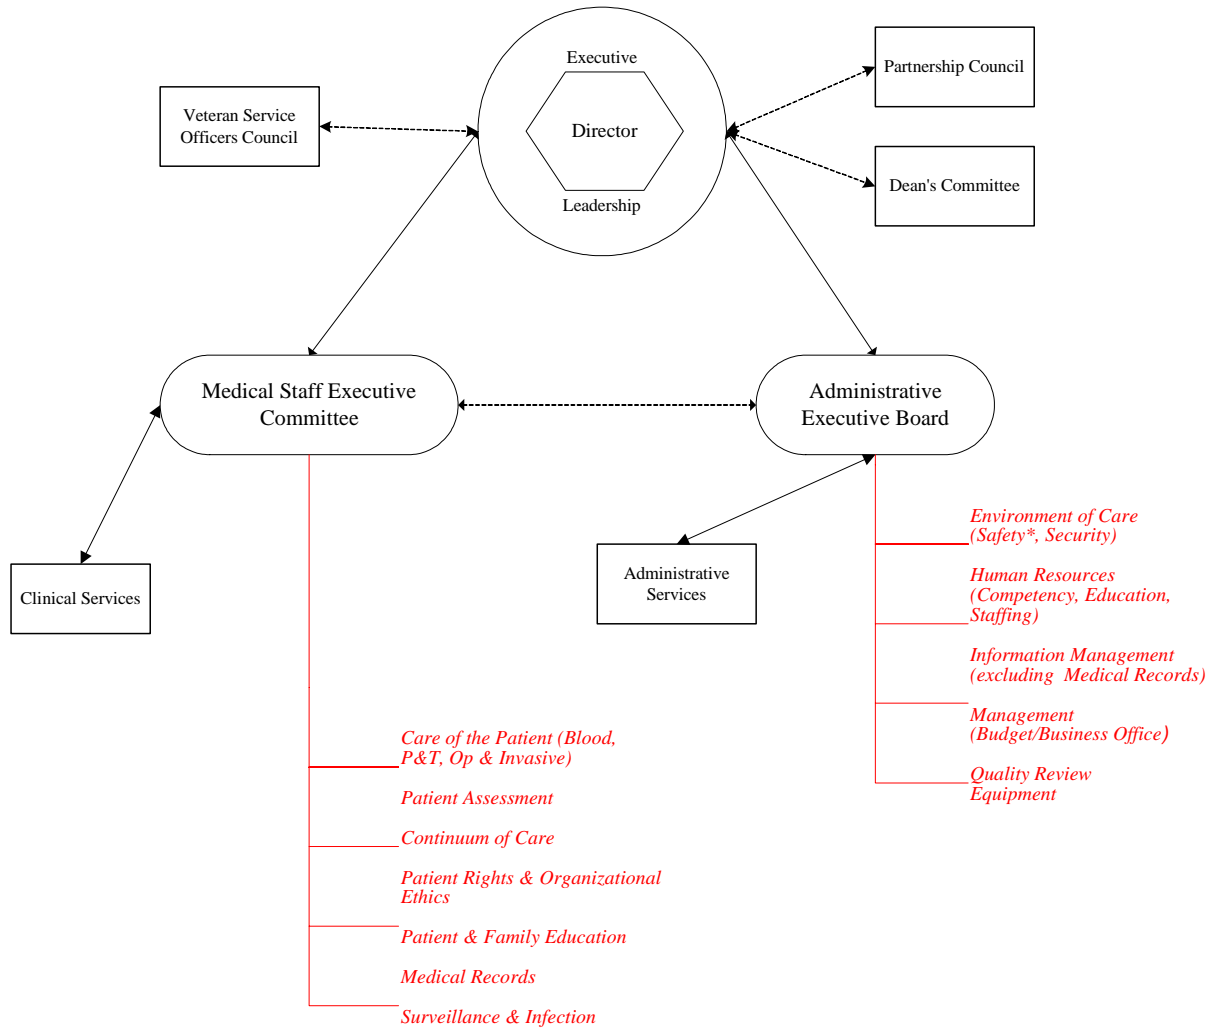 Executive
Director
Leadership
Partnership Council
Veteran Service
Officers Council
Dean's Committee
Medical Staff Executive
Committee
Administrative
Executive Board
Clinical Services
Administrative
Services
Environment of Care
(Safety*, Security)
Human Resources
(Competency, Education,
Staffing)
Information Management
(excluding  Medical Records)
Management
(Budget/Business Office)
Quality Review
Equipment
Care of the Patient (Blood,
P&T, Op & Invasive)
Patient Assessment
Continuum of Care
Patient Rights & Organizational
Ethics
Patient & Family Education
Medical Records
Surveillance & Infection